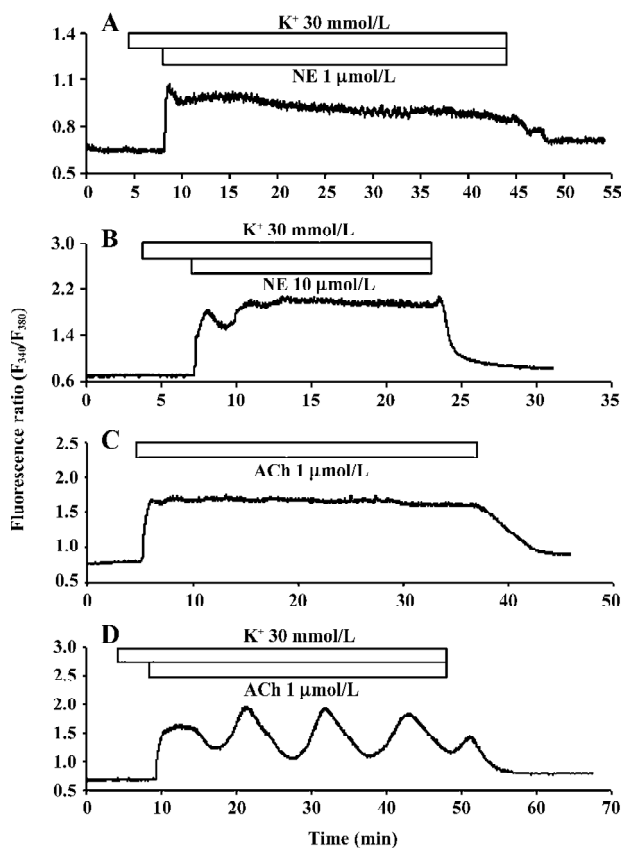 A
K⁺ 30 mmol/L
NE 1 μmol/L
1.4
1.1
0.8
0.5
0 5 10 15 20 25 30 35 40 45 50 55
B
K⁺ 30 mmol/L
NE 10 μmol/L
3.0
2.2
1.4
0.6
0 5 10 15 20 25 30 35
Fluorescence ratio (F₃₄₀/F₃₈₀)
C
ACh 1 μmol/L
2.5
2.0
1.5
1.0
0.5
0 10 20 30 40 50
D
K⁺ 30 mmol/L
ACh 1 μmol/L
3.0
2.5
2.0
1.5
1.0
0.5
0 10 20 30 40 50 60 70
Time (min)